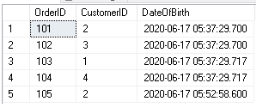 OrderID CustomerID DateOfBirth
1 101 2 2020-06-17 05:37:29.700
2 102 3 2020-06-17 05:37:29.700
3 103 1 2020-06-17 05:37:29.717
4 104 4 2020-06-17 05:37:29.717
5 105 2 2020-06-17 05:52:58.600